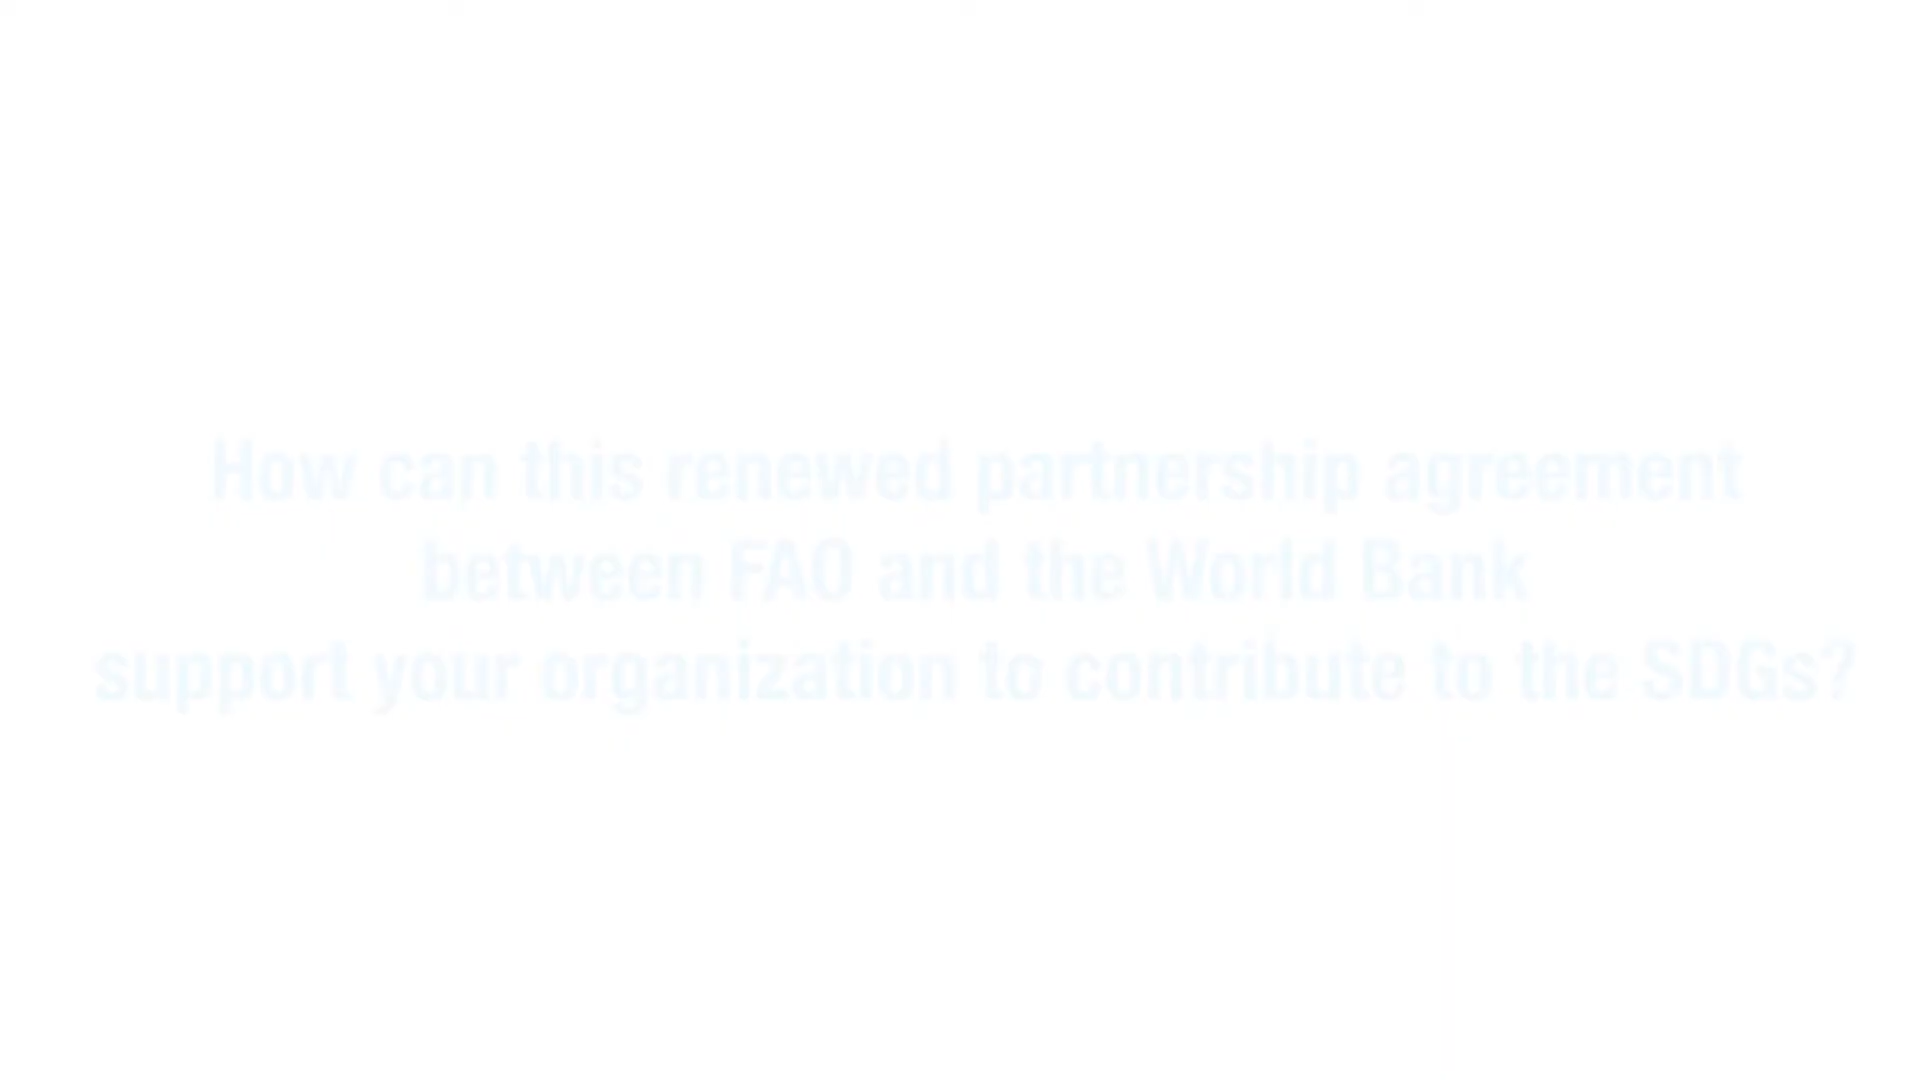 How can this renewed partnership agreement
between FAO and the World Bank
support your organization to contribute to the SDGs?